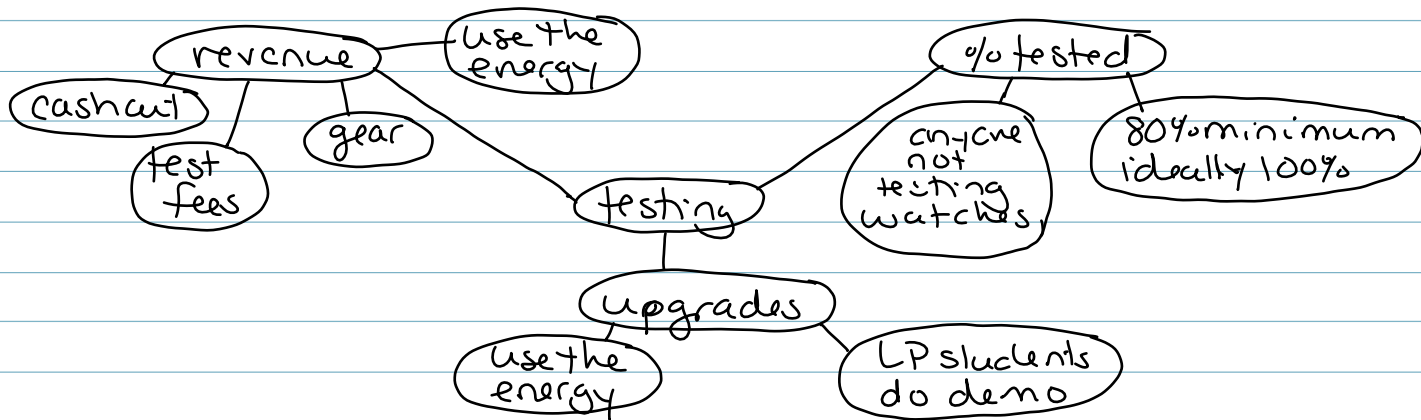 revenue
use the
energy
cashout
test
fees
gear
% tested
anyone
not
testing
watches
80% minimum
ideally 100%
testing
upgrades
use the
energy
LP students
do demo